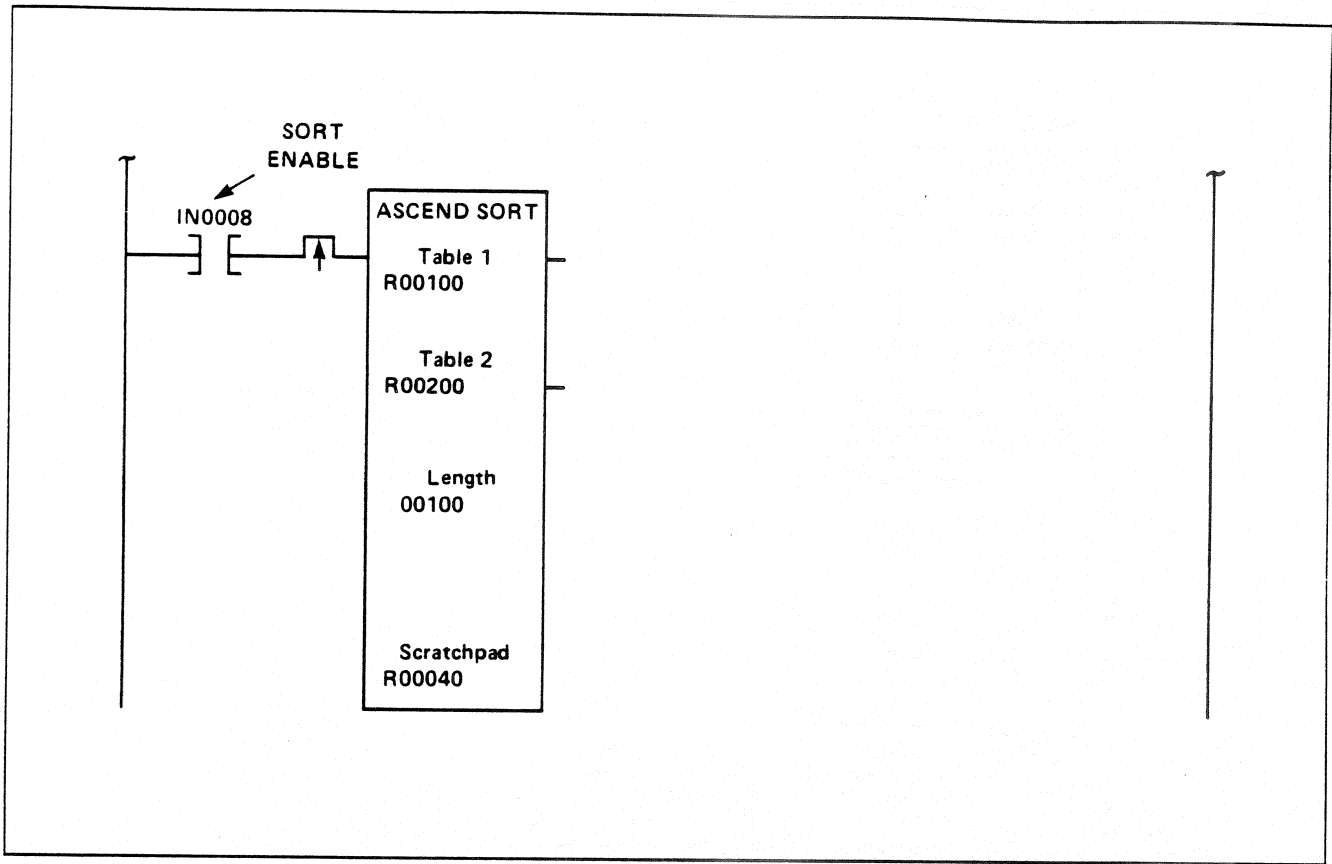 SORT
ENABLE
IN0008
ASCEND SORT
Table 1
R00100
Table 2
R00200
Length
00100
Scratchpad
R00040